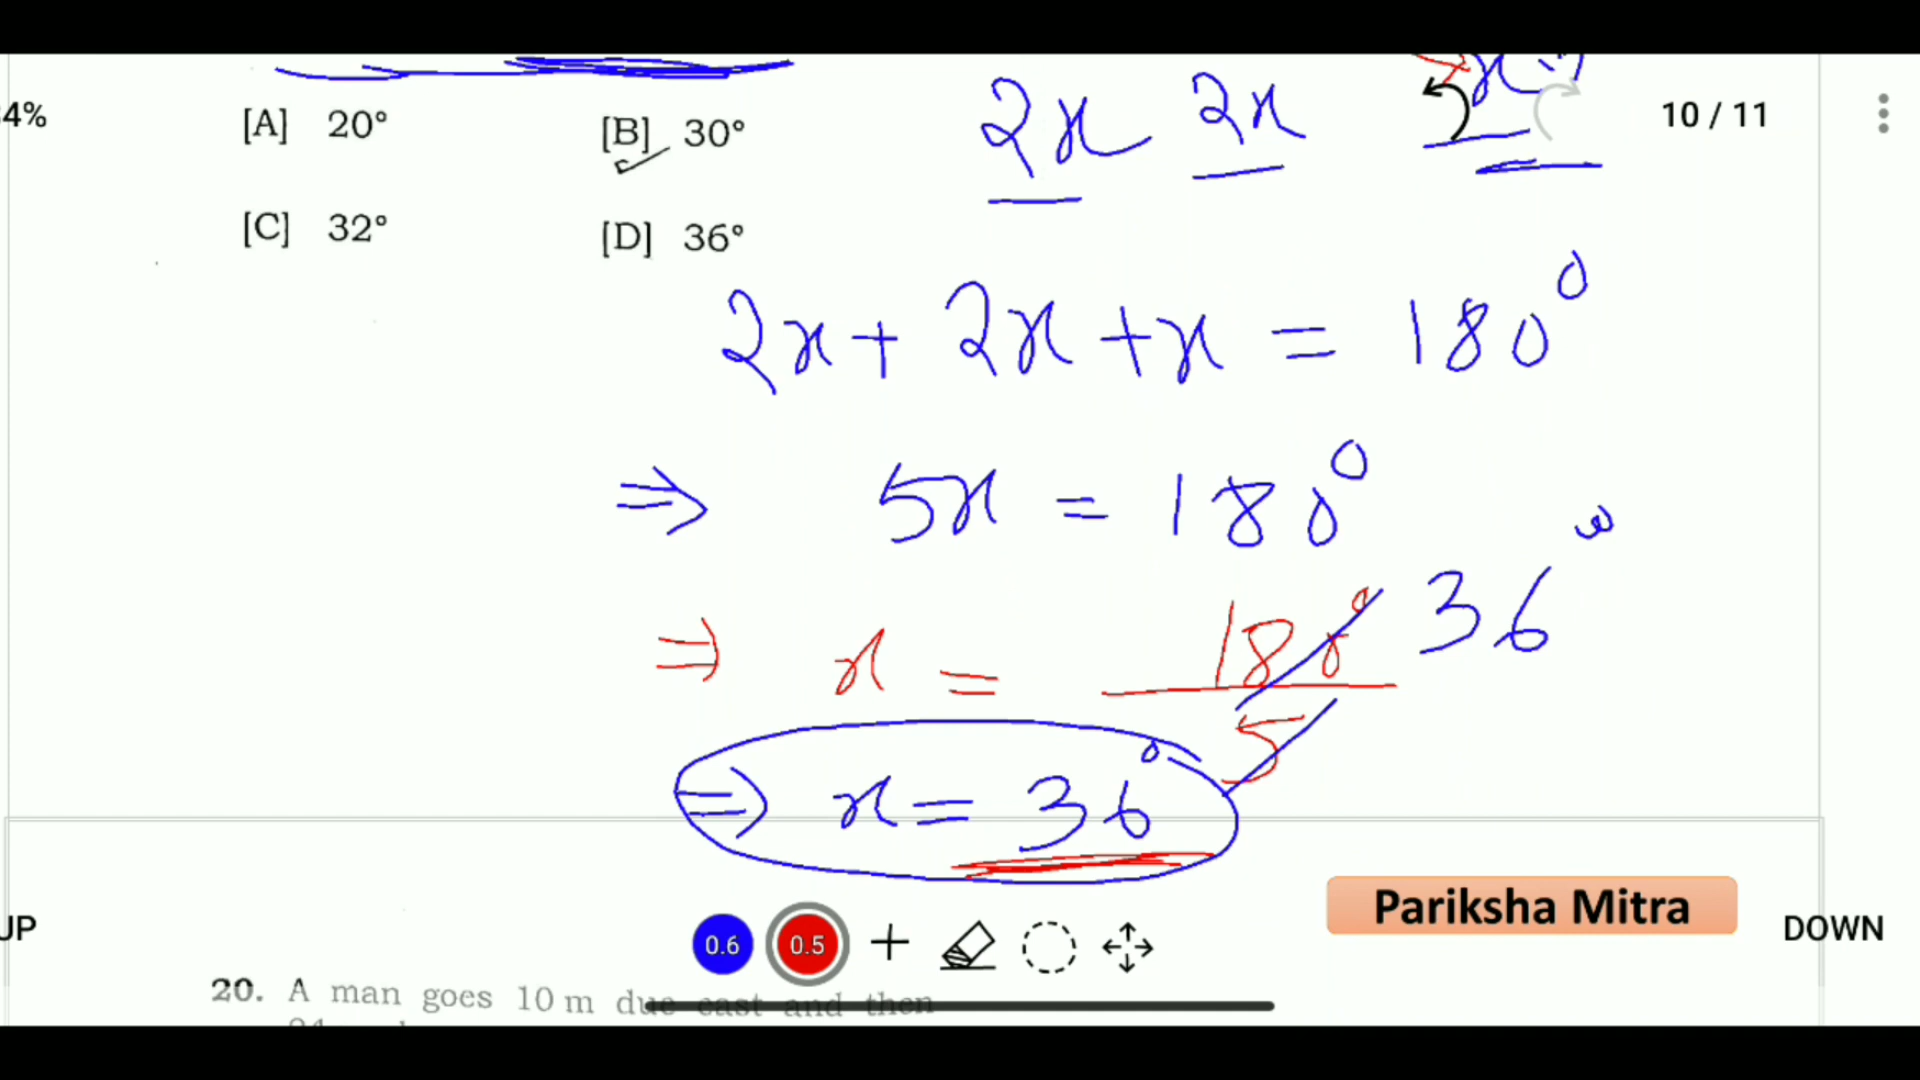 4%
2x 2x x
10 / 11
[A] 20° [B] 30°
[C] 32° [D] 36°
2x + 2x + x = 180°
⇒ 5x = 180°
⇒ x = 180° / 5 36°
⇒ x = 36°
Pariksha Mitra
UP
DOWN
0.6 0.5
20. A man goes 10 m due east and then